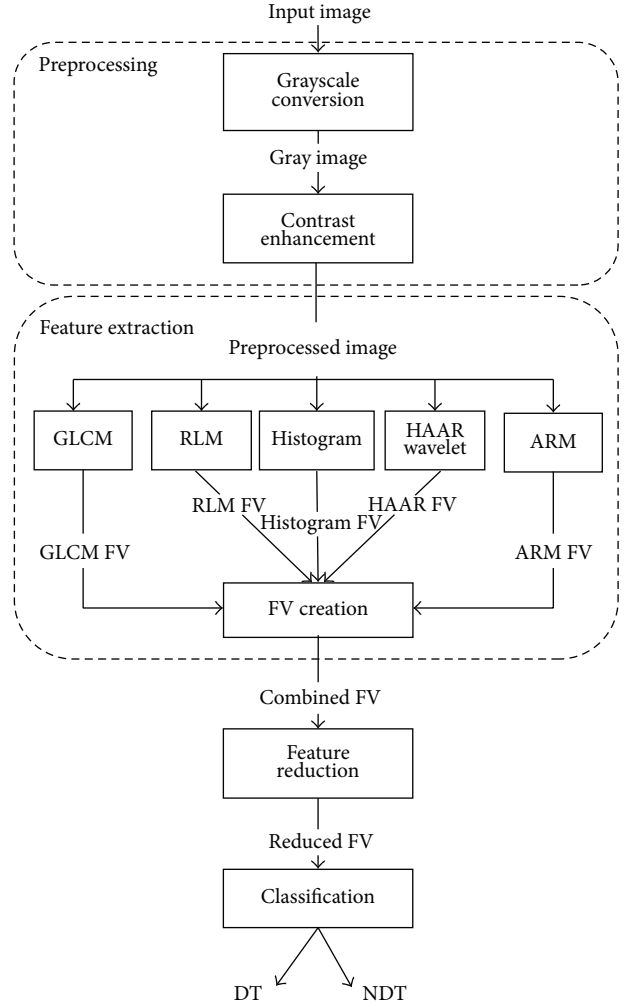 Input image
Preprocessing
Grayscale
conversion
Gray image
Contrast
enhancement
Feature extraction
Preprocessed image
GLCM
RLM
Histogram
HAAR
wavelet
ARM
RLM FV
HAAR FV
Histogram FV
GLCM FV
ARM FV
FV creation
Combined FV
Feature
reduction
Reduced FV
Classification
DT
NDT